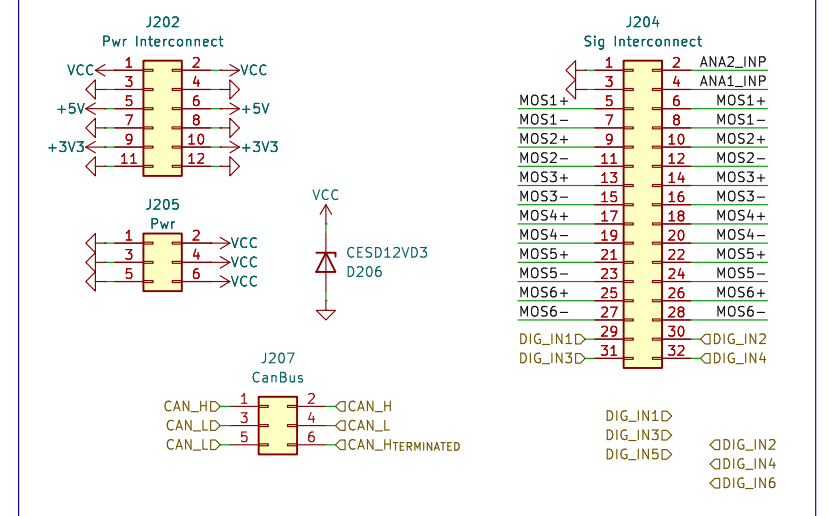 J202
Pwr Interconnect
VCC 1 2 VCC
3 4
+5V 5 6 +5V
7 8
+3V3 9 10 +3V3
11 12
J204
Sig Interconnect
1 2 ANA2_INP
3 4 ANA1_INP
MOS1+ 5 6 MOS1+
MOS1- 7 8 MOS1-
MOS2+ 9 10 MOS2+
MOS2- 11 12 MOS2-
MOS3+ 13 14 MOS3+
MOS3- 15 16 MOS3-
MOS4+ 17 18 MOS4+
MOS4- 19 20 MOS4-
MOS5+ 21 22 MOS5+
MOS5- 23 24 MOS5-
MOS6+ 25 26 MOS6+
MOS6- 27 28 MOS6-
DIG_IN1 29 30 DIG_IN2
DIG_IN3 31 32 DIG_IN4
J205
Pwr
1 2 VCC
3 4 VCC
5 6 VCC
VCC
CESD12VD3
D206
J207
CanBus
CAN_H 1 2 CAN_H
CAN_L 3 4 CAN_L
CAN_L 5 6 CAN_HTERMINATED
DIG_IN1
DIG_IN3
DIG_IN5
DIG_IN2
DIG_IN4
DIG_IN6